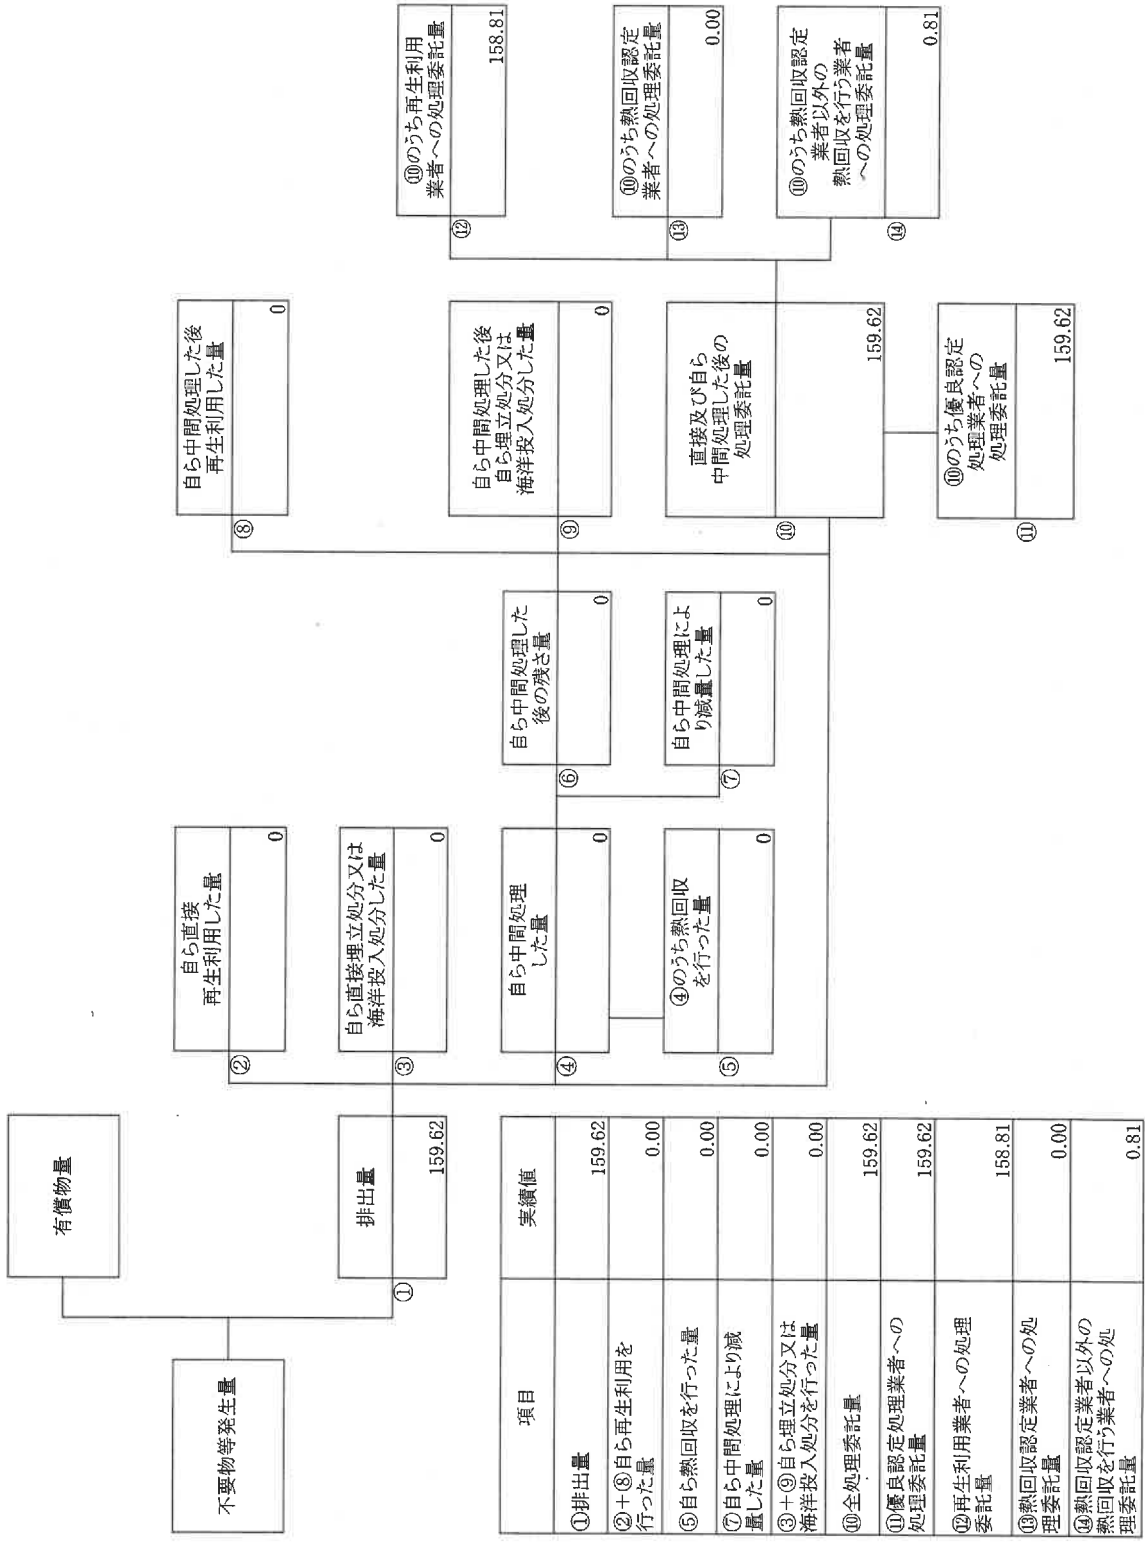 有償物量
不要物等発生量
排出量
①
159.62
自ら直接
再生利用した量
②
0
自ら直接埋立処分又は
海洋投入処分した量
③
0
自ら中間処理
した量
④
0
④のうち熱回収
を行った量
⑤
0
自ら中間処理した
後の残さ量
⑥
0
自ら中間処理によ
り減量した量
⑦
0
自ら中間処理した後
再生利用した量
⑧
0
自ら中間処理した後
自ら埋立処分又は
海洋投入処分した量
⑨
0
直接及び自ら
中間処理した後の
処理委託量
⑩
159.62
⑩のうち優良認定
処理業者への
処理委託量
⑪
159.62
⑩のうち再生利用
業者への処理委託量
⑫
158.81
⑩のうち熱回収認定
業者への処理委託量
⑬
0.00
⑩のうち熱回収認定
業者以外の
熱回収を行う業者
への処理委託量
⑭
0.81
項目
実績値
①排出量
159.62
②+⑧自ら再生利用を
行った量
0.00
⑤自ら熱回収を行った量
0.00
⑦自ら中間処理により減
量した量
0.00
③+⑨自ら埋立処分又は
海洋投入処分を行った量
0.00
⑩全処理委託量
159.62
⑪優良認定処理業者への
処理委託量
159.62
⑫再生利用業者への処理
委託量
158.81
⑬熱回収認定業者への処
理委託量
0.00
⑭熱回収認定業者以外の
熱回収を行う業者への処
理委託量
0.81